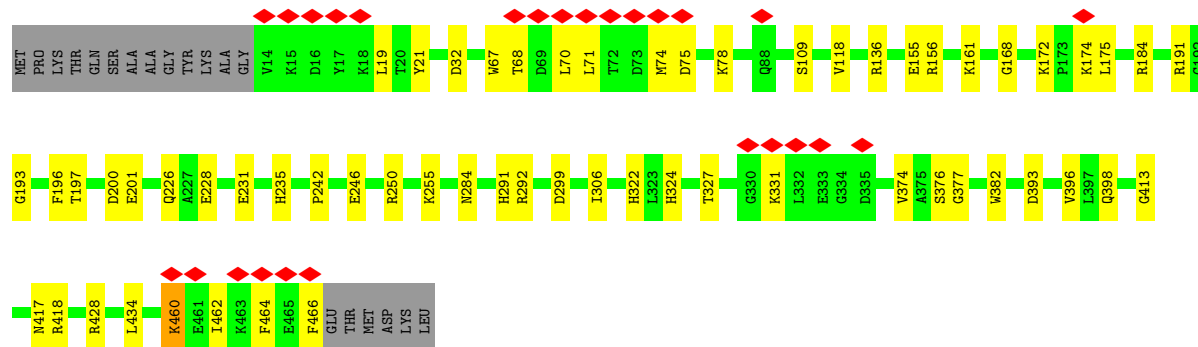 MET PRO LYS THR GLN SER ALA ALA GLY TYR LYS ALA GLY V14 K15 D16 Y17 K18 L19 T20 Y21 D32 W67 T68 D69 L70 L71 T72 D73 M74 D75 K78 Q88 S109 V118 R136 E155 R156 K161 G168 K172 P173 K174 L175 R184 R191 G192
G193 F196 T197 D200 E201 Q226 A227 E228 E231 H235 P242 E246 R250 K255 N284 H291 R292 D299 I306 H322 L323 H324 T327 G330 K331 L332 E333 G334 D335 V374 A375 S376 G377 W382 D393 V396 L397 Q398 G413
N417 R418 R428 L434 K460 E461 I462 K463 F464 E465 F466 GLU THR MET ASP LYS LEU